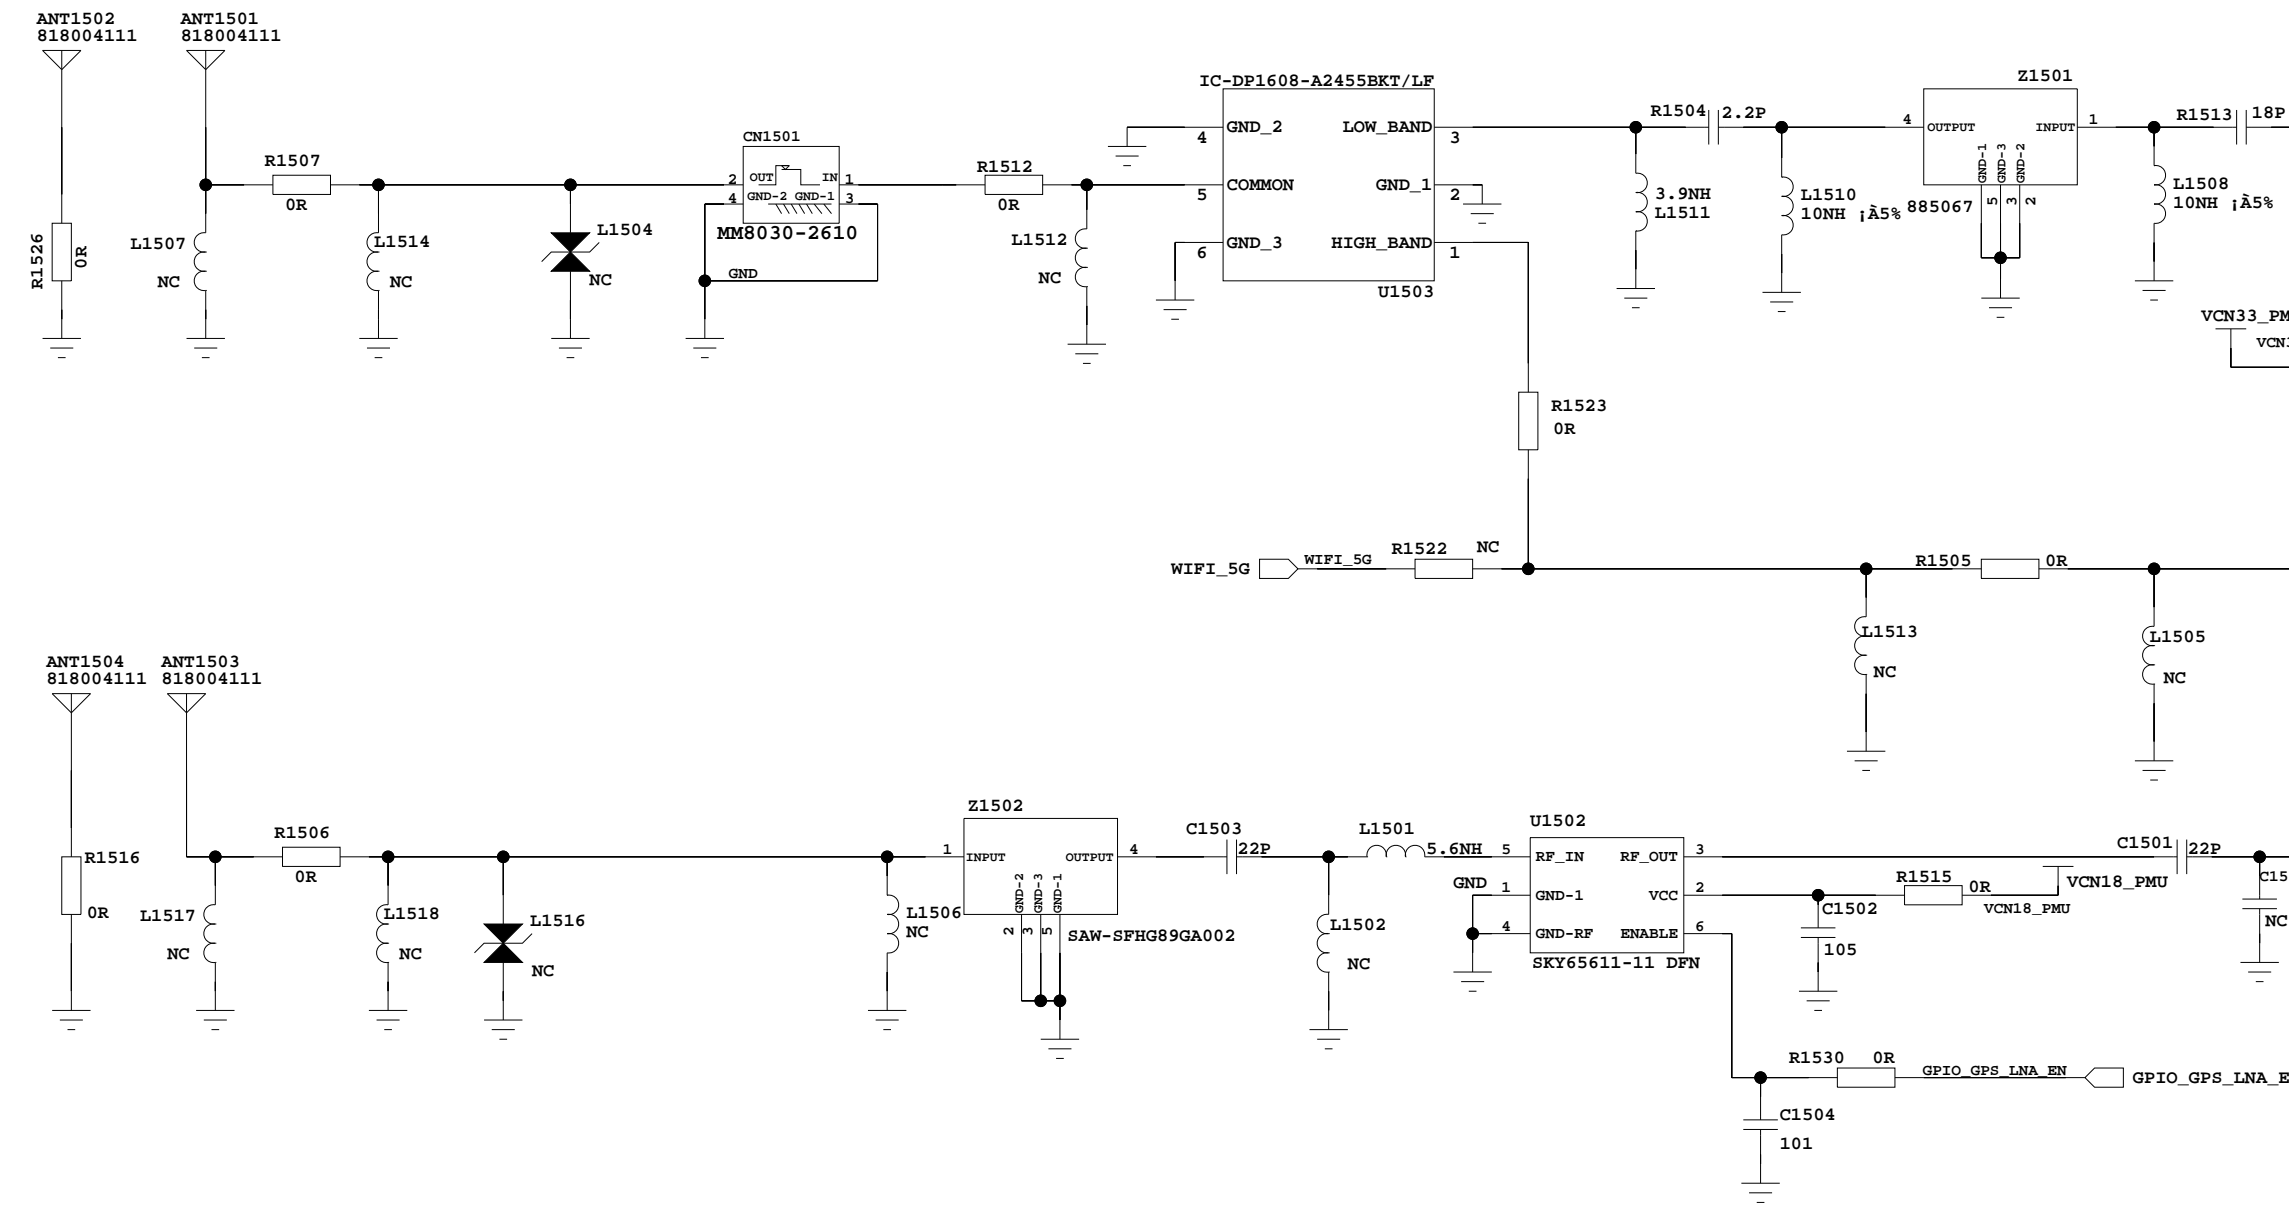 ANT1502
818004111
ANT1501
818004111
R1526
0R
L1507
NC
R1507
0R
L1514
NC
L1504
NC
CN1501
2
OUT
IN
1
4
GND-2
GND-1
3
MM8030-2610
GND
R1512
0R
L1512
NC
IC-DP1608-A2455BKT/LF
4
GND_2
LOW_BAND
3
5
COMMON
GND_1
2
6
GND_3
HIGH_BAND
1
U1503
3.9NH
L1511
R1504
2.2P
L1510
10NH ¡À5%
Z1501
4
OUTPUT
INPUT
1
GND-1
GND-3
GND-2
5
3
2
885067
R1513
18P
L1508
10NH ¡À5%
VCN33_PM
R1523
0R
WIFI_5G
WIFI_5G
R1522
NC
R1505
0R
L1513
NC
L1505
NC
ANT1504
818004111
ANT1503
818004111
R1516
0R
L1517
NC
R1506
0R
L1518
NC
L1516
NC
L1506
NC
Z1502
1
INPUT
OUTPUT
4
GND-2
GND-3
GND-1
2
3
5
SAW-SFHG89GA002
C1503
22P
L1501
5.6NH
L1502
NC
U1502
5
RF_IN
RF_OUT
3
GND
1
GND-1
VCC
2
4
GND-RF
ENABLE
6
SKY65611-11 DFN
C1502
105
R1515
0R
VCN18_PMU
VCN18_PMU
C1501
22P
C15
NC
R1530
0R
GPIO_GPS_LNA_EN
GPIO_GPS_LNA_E
C1504
101